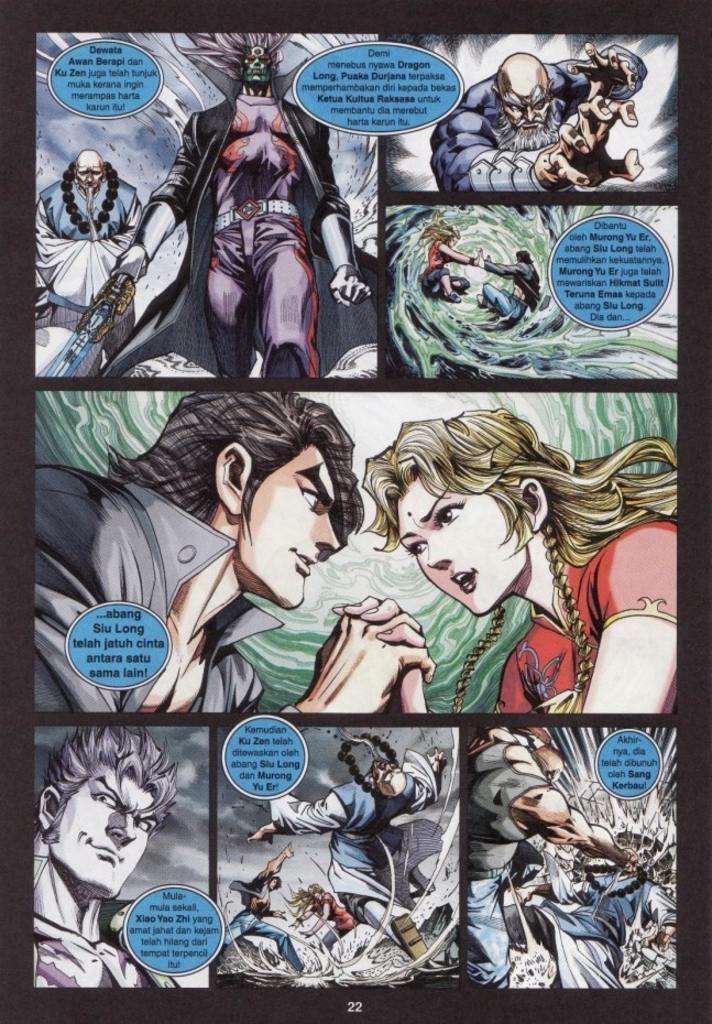 Dewata
Awan Berapi dan
Ku Zen juga telah tunjuk
muka kerana ingin
merampas harta
karun itu!
Demi
menebus nyawa Dragon
Long, Puaka Durjana terpaksa
memperhambakan diri kepada bekas
Ketua Kultus Raksasa untuk
membantu dia merebut
harta karun itu.
Dibantu
oleh Murong Yu Er,
abang Siu Long telah
memulihkan kekuatannya.
Murong Yu Er juga telah
mewariskan Hikmat Sulit
Teruna Emas kepada
abang Siu Long.
Dia dan...
...abang
Siu Long
telah jatuh cinta
antara satu
sama lain!
Mula-
mula sekali,
Xiao Yao Zhi yang
amat jahat dan kejam
telah hilang dari
tempat terpencil
itu!
Kemudian
Ku Zen telah
ditewaskan oleh
abang Siu Long
dan Murong
Yu Er!
Akhir-
nya, dia
telah dibunuh
oleh Sang
Kerbau!
22